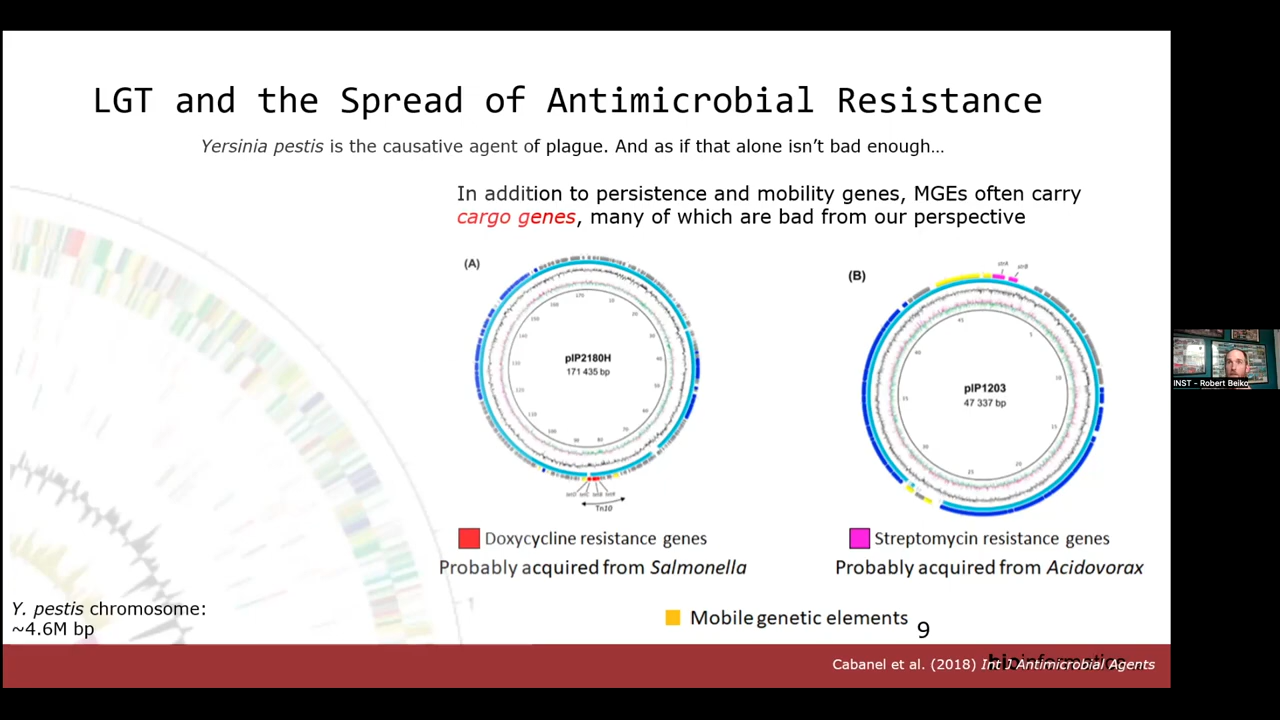 LGT and the Spread of Antimicrobial Resistance
Yersinia pestis is the causative agent of plague. And as if that alone isn’t bad enough…
In addition to persistence and mobility genes, MGEs often carry
cargo genes, many of which are bad from our perspective
(A)
pIP2180H
171 435 bp
Tn10
(B)
strA strB
pIP1203
47 337 bp
Doxycycline resistance genes
Probably acquired from Salmonella
Streptomycin resistance genes
Probably acquired from Acidovorax
Mobile genetic elements
9
Y. pestis chromosome:
~4.6M bp
Cabanel et al. (2018) Int J Antimicrobial Agents
INST - Robert Beiko